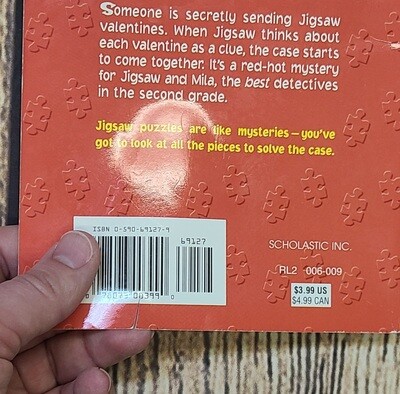 Someone is secretly sending Jigsaw
valentines. When Jigsaw thinks about
each valentine as a clue, the case starts
to come together. It's a red-hot mystery
for Jigsaw and Mila, the best detectives
in the second grade.
Jigsaw puzzles are like mysteries—you've
got to look at all the pieces to solve the case.
ISBN 0-590-69127-9
69127
SCHOLASTIC INC.
RL2 006-009
$3.99 US
$4.99 CAN